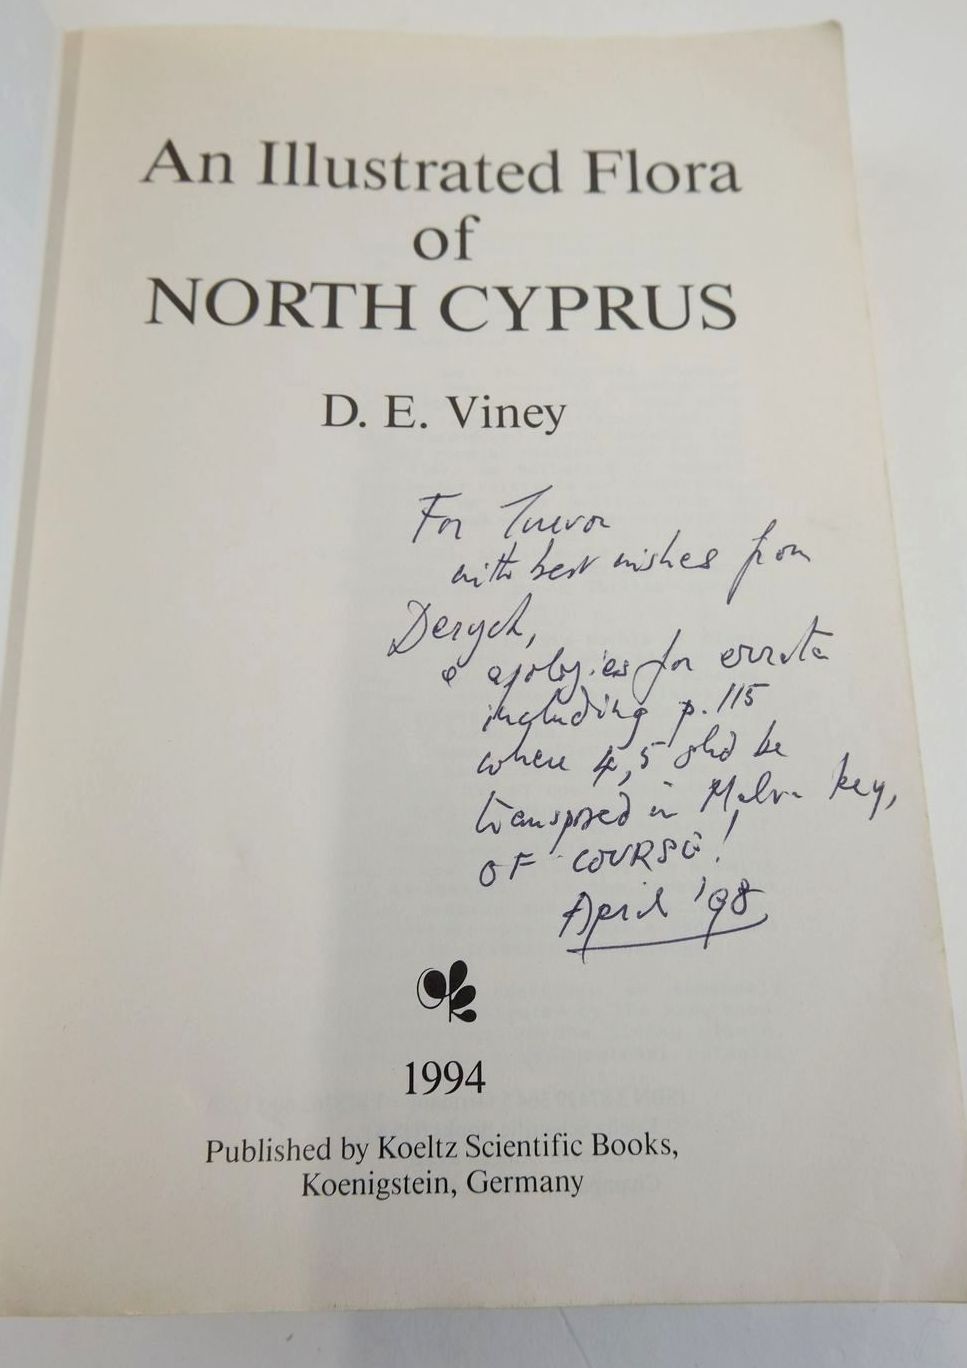 An Illustrated Flora
of
NORTH CYPRUS
D. E. Viney
For Trevor
with best wishes from
Deryck,
& apologies for errata
including p. 115
where 4,5 shd be
transposed in Malva key,
OF COURSE!
April '98
1994
Published by Koeltz Scientific Books,
Koenigstein, Germany